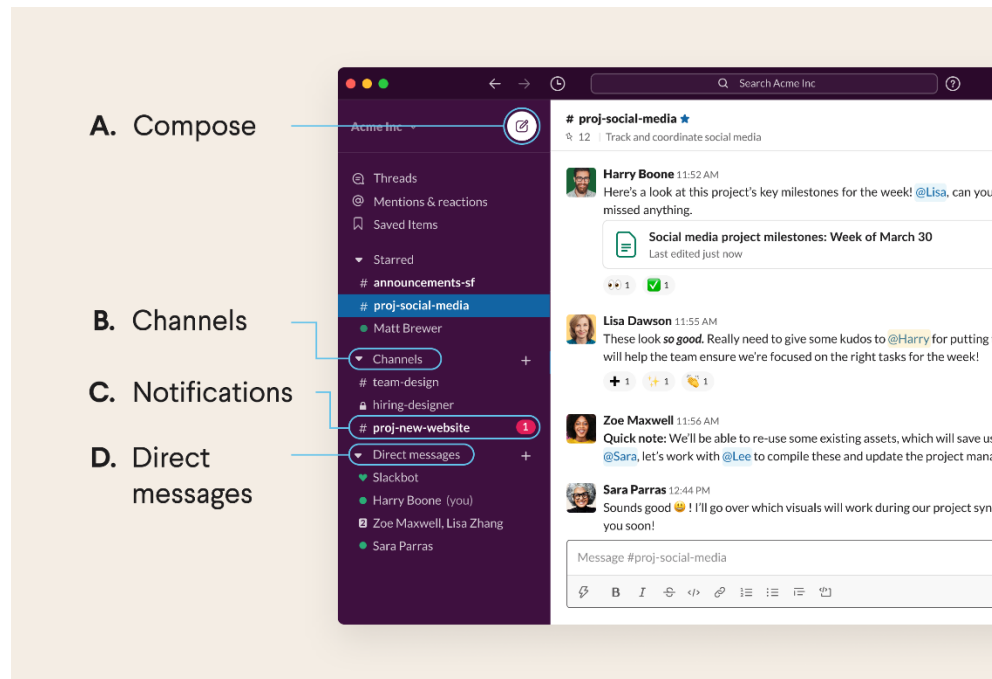 A. Compose
B. Channels
C. Notifications
D. Direct
messages
Search Acme Inc
Acme Inc
Threads
Mentions & reactions
Saved Items
Starred
# announcements-sf
# proj-social-media
Matt Brewer
Channels +
# team-design
hiring-designer
# proj-new-website 1
Direct messages +
Slackbot
Harry Boone (you)
2 Zoe Maxwell, Lisa Zhang
Sara Parras
# proj-social-media
12 | Track and coordinate social media
Harry Boone 11:52 AM
Here's a look at this project's key milestones for the week! @Lisa, can you
missed anything.
Social media project milestones: Week of March 30
Last edited just now
👀 1 ✅ 1
Lisa Dawson 11:55 AM
These look so good. Really need to give some kudos to @Harry for putting
will help the team ensure we're focused on the right tasks for the week!
➕ 1 ✨ 1 👏 1
Zoe Maxwell 11:56 AM
Quick note: We'll be able to re-use some existing assets, which will save us
@Sara, let's work with @Lee to compile these and update the project mana
Sara Parras 12:44 PM
Sounds good 😀 ! I'll go over which visuals will work during our project syn
you soon!
Message #proj-social-media
B I S </>